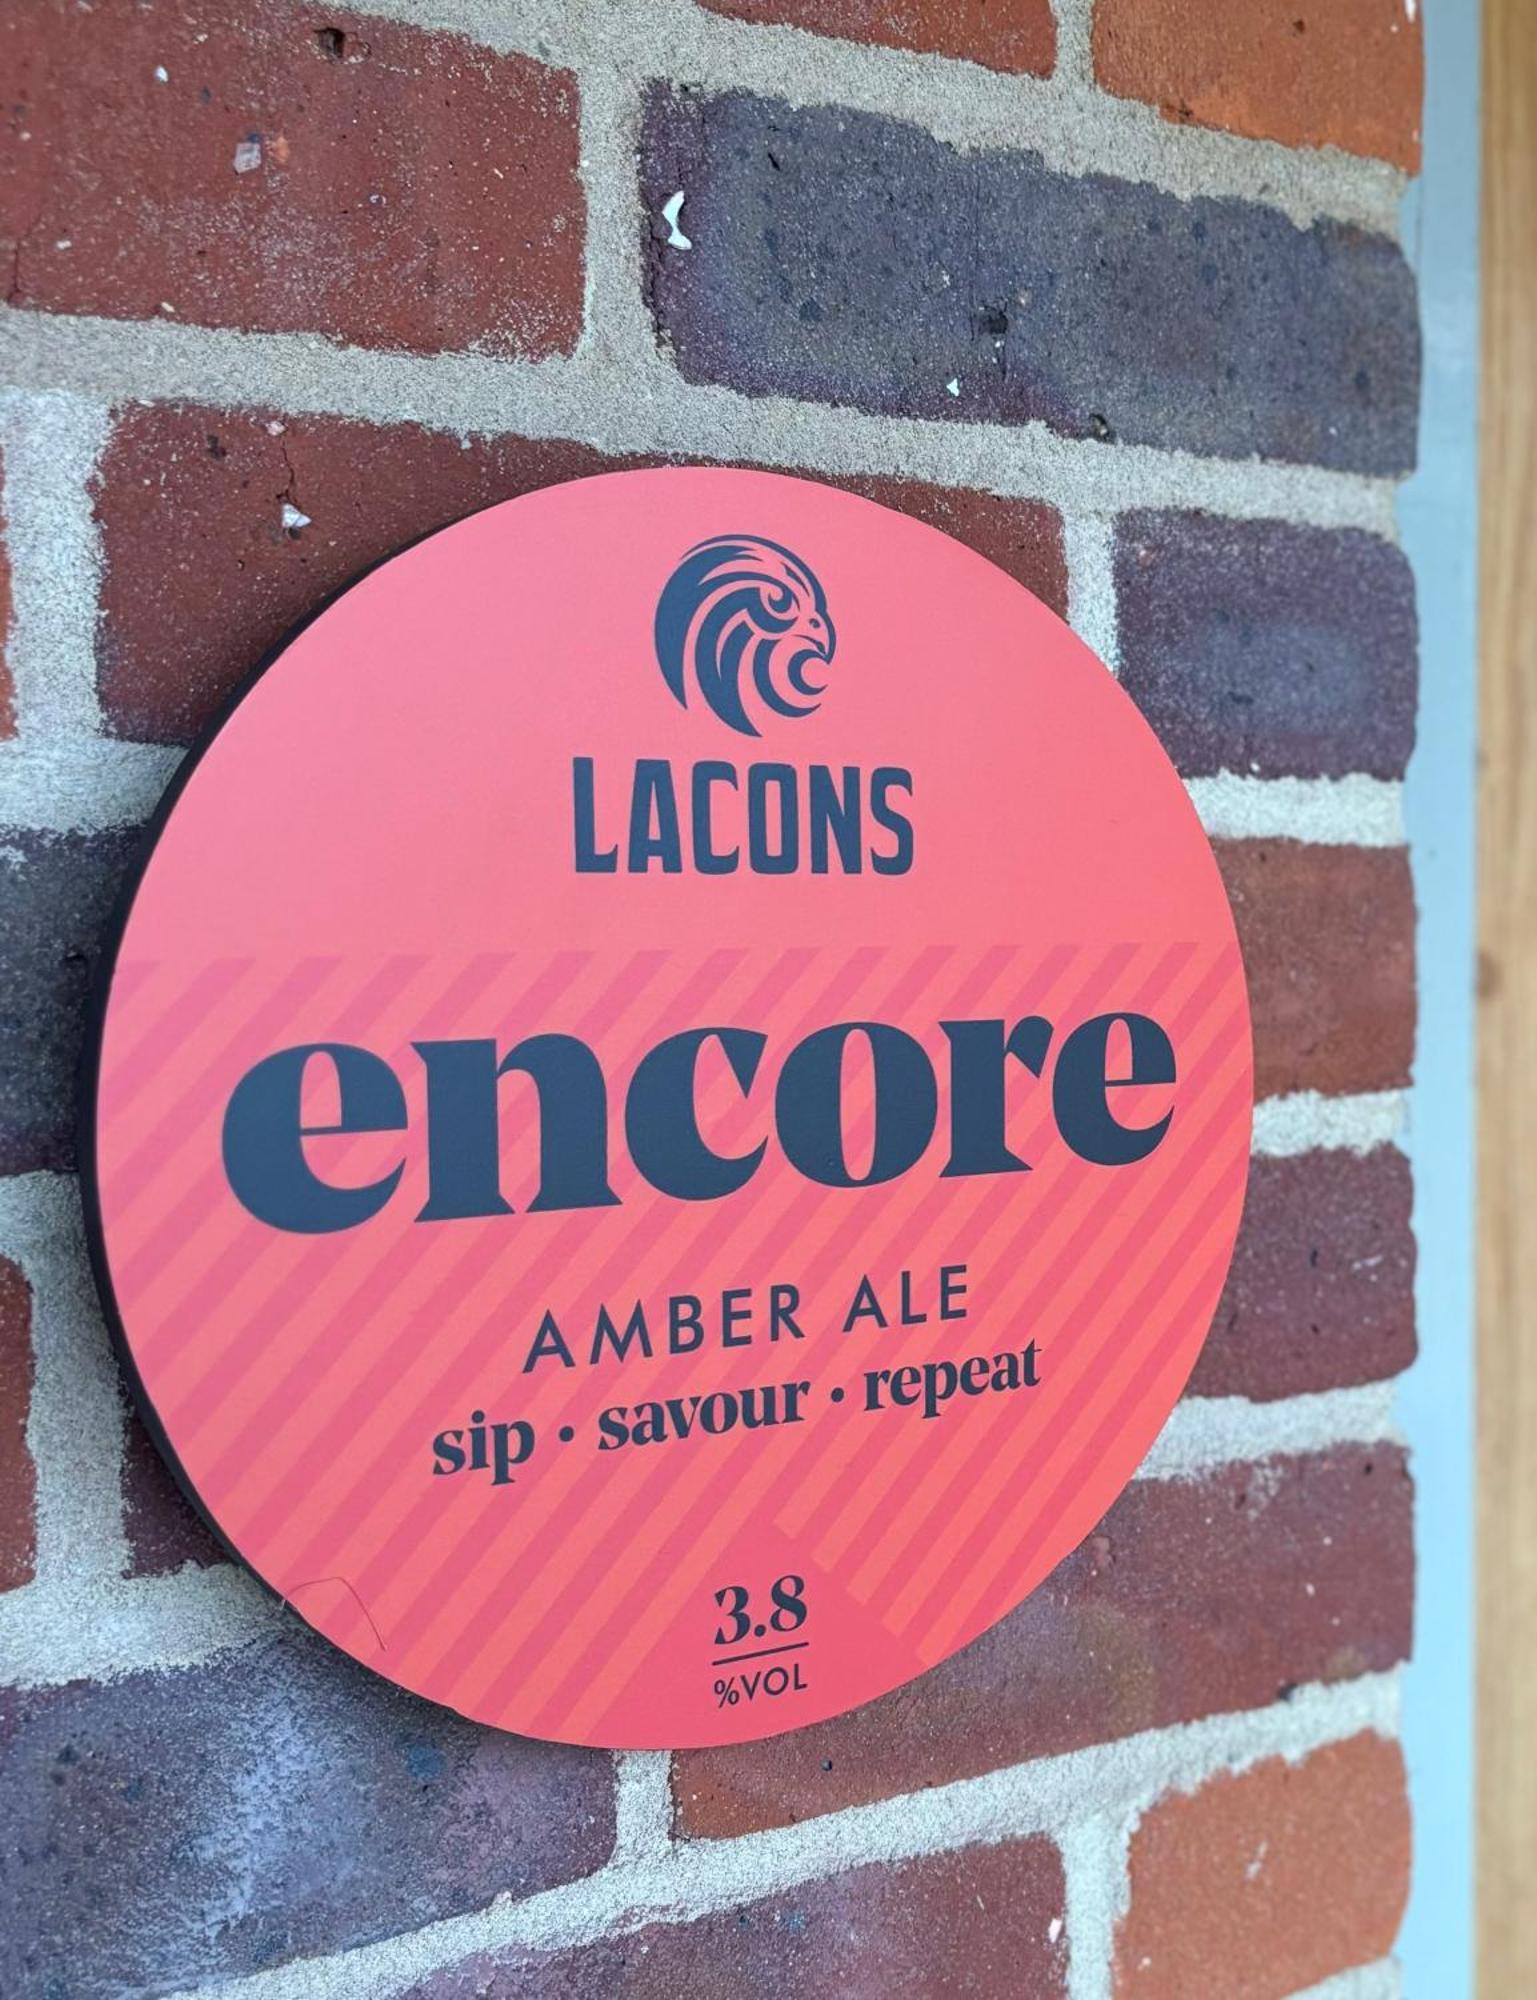 LACONS
encore
AMBER ALE
sip • savour • repeat
3.8
%VOL